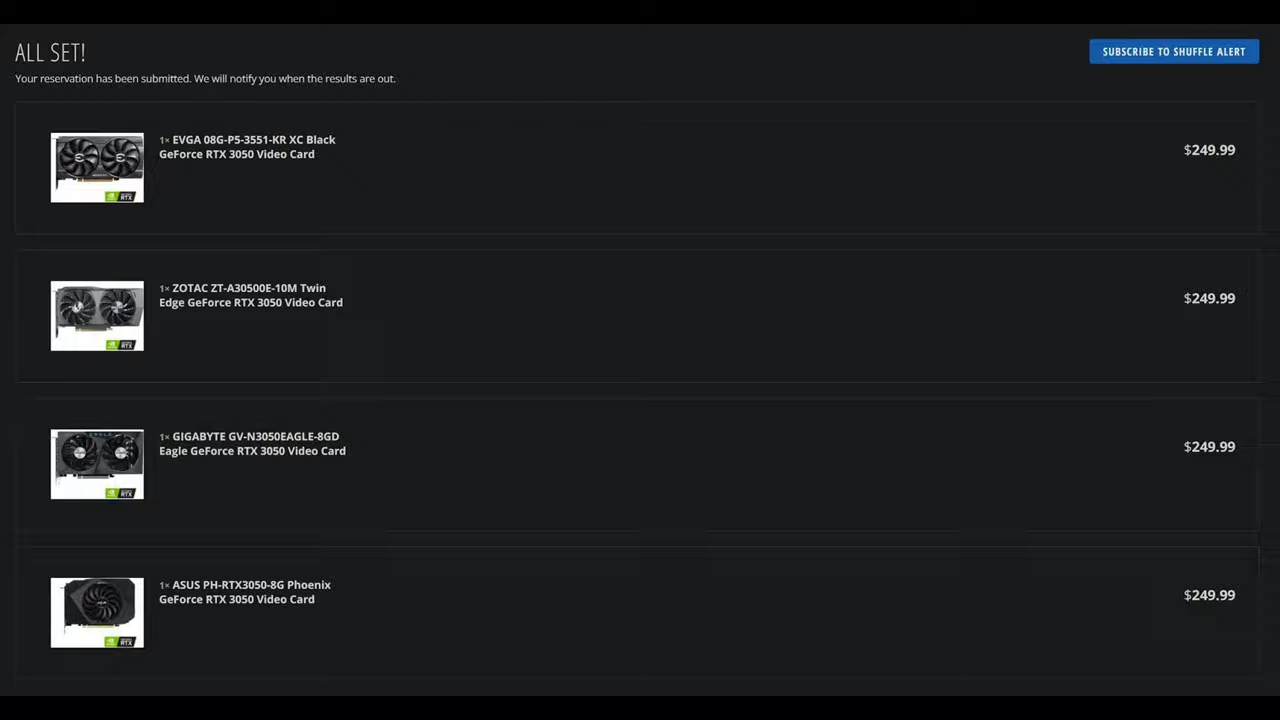 ALL SET!
SUBSCRIBE TO SHUFFLE ALERT
Your reservation has been submitted. We will notify you when the results are out.
1× EVGA 08G-P5-3551-KR XC Black
GeForce RTX 3050 Video Card
$249.99
1× ZOTAC ZT-A30500E-10M Twin
Edge GeForce RTX 3050 Video Card
$249.99
1× GIGABYTE GV-N3050EAGLE-8GD
Eagle GeForce RTX 3050 Video Card
$249.99
1× ASUS PH-RTX3050-8G Phoenix
GeForce RTX 3050 Video Card
$249.99